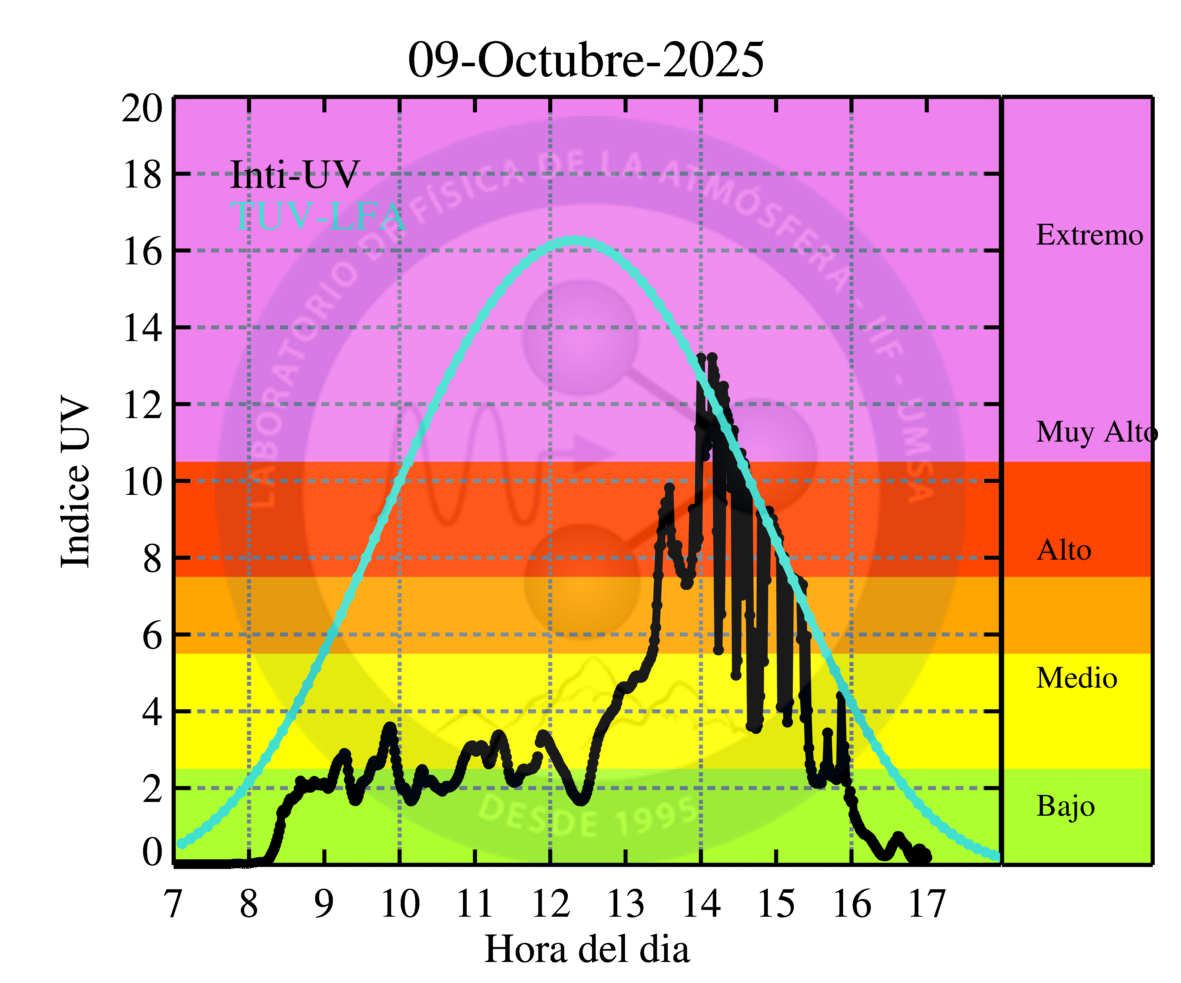 09-Octubre-2025
Inti-UV
TUV-LFA
LABORATORIO DE FÍSICA DE LA ATMÓSFERA - IIF - UMSA
DESDE 1995
Indice UV
20
18
16
14
12
10
8
6
4
2
0
Extremo
Muy Alto
Alto
Medio
Bajo
7 8 9 10 11 12 13 14 15 16 17
Hora del dia